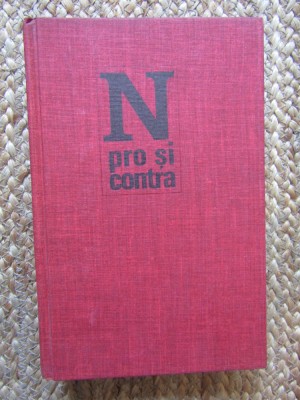 N
pro și
contra